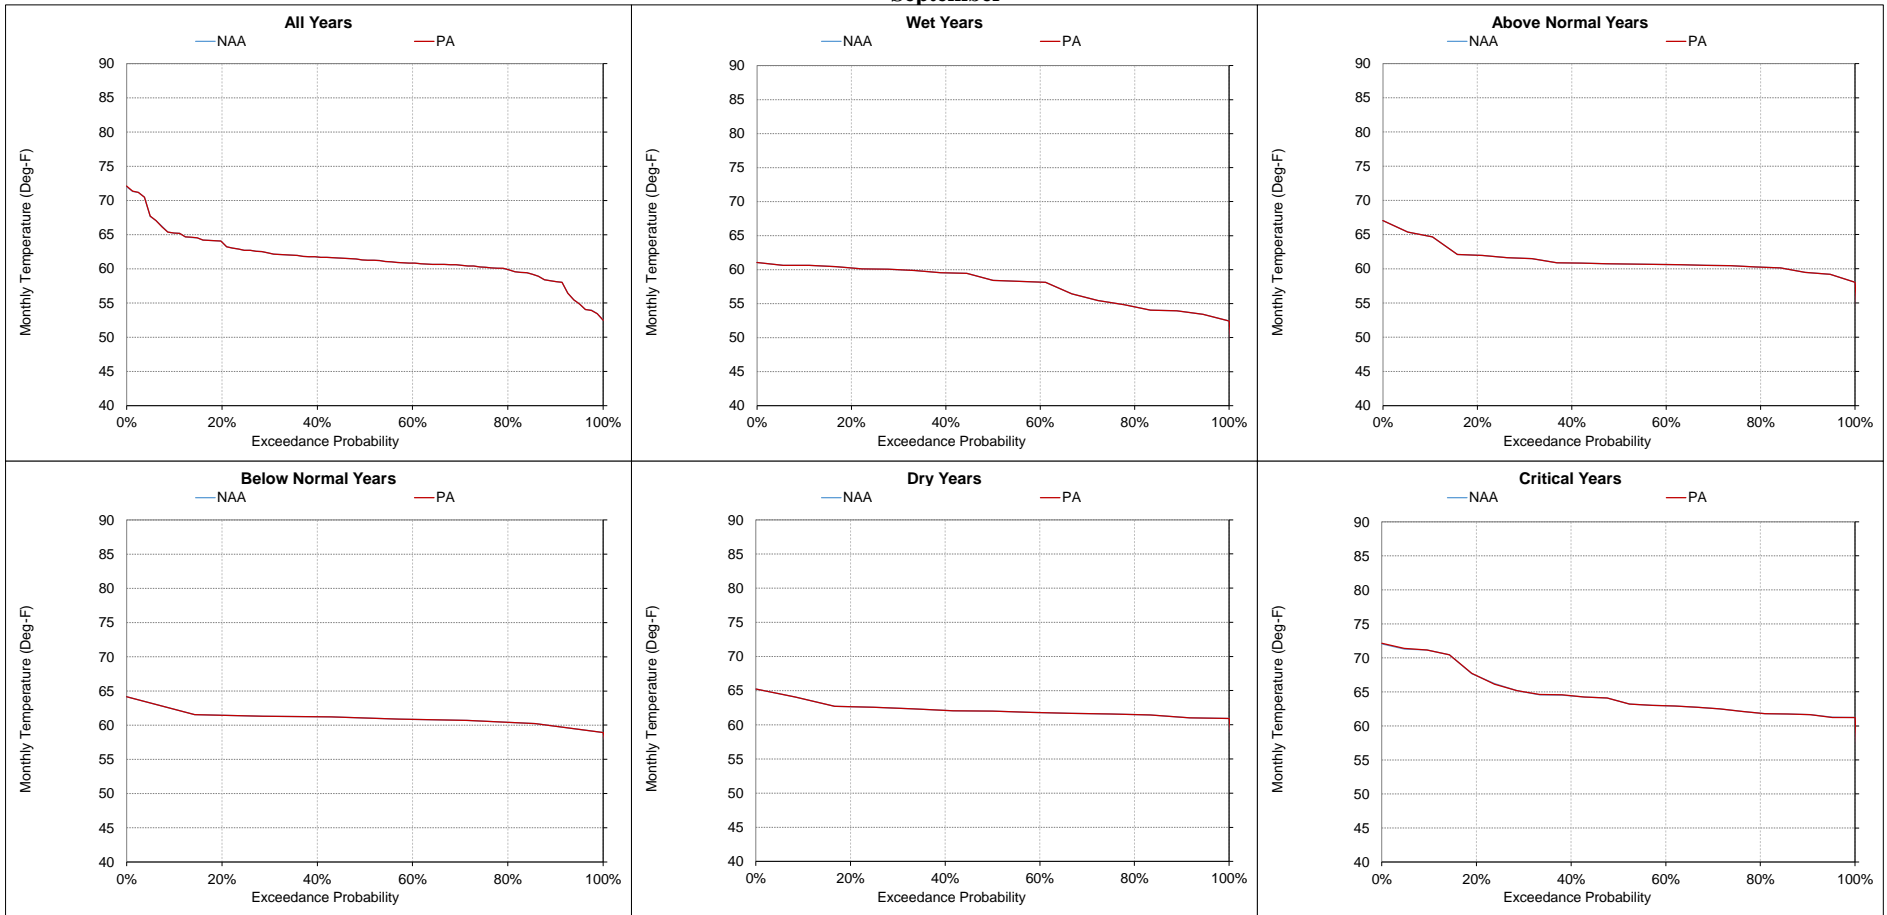 September
All Years
NAA PA
90
85
80
75
70
65
60
55
50
45
40
0% 20% 40% 60% 80% 100%
Monthly Temperature (Deg-F)
Exceedance Probability
Wet Years
NAA PA
90
85
80
75
70
65
60
55
50
45
40
0% 20% 40% 60% 80% 100%
Monthly Temperature (Deg-F)
Exceedance Probability
Above Normal Years
NAA PA
90
85
80
75
70
65
60
55
50
45
40
0% 20% 40% 60% 80% 100%
Monthly Temperature (Deg-F)
Exceedance Probability
Below Normal Years
NAA PA
90
85
80
75
70
65
60
55
50
45
40
0% 20% 40% 60% 80% 100%
Monthly Temperature (Deg-F)
Exceedance Probability
Dry Years
NAA PA
90
85
80
75
70
65
60
55
50
45
40
0% 20% 40% 60% 80% 100%
Monthly Temperature (Deg-F)
Exceedance Probability
Critical Years
NAA PA
90
85
80
75
70
65
60
55
50
45
40
0% 20% 40% 60% 80% 100%
Monthly Temperature (Deg-F)
Exceedance Probability